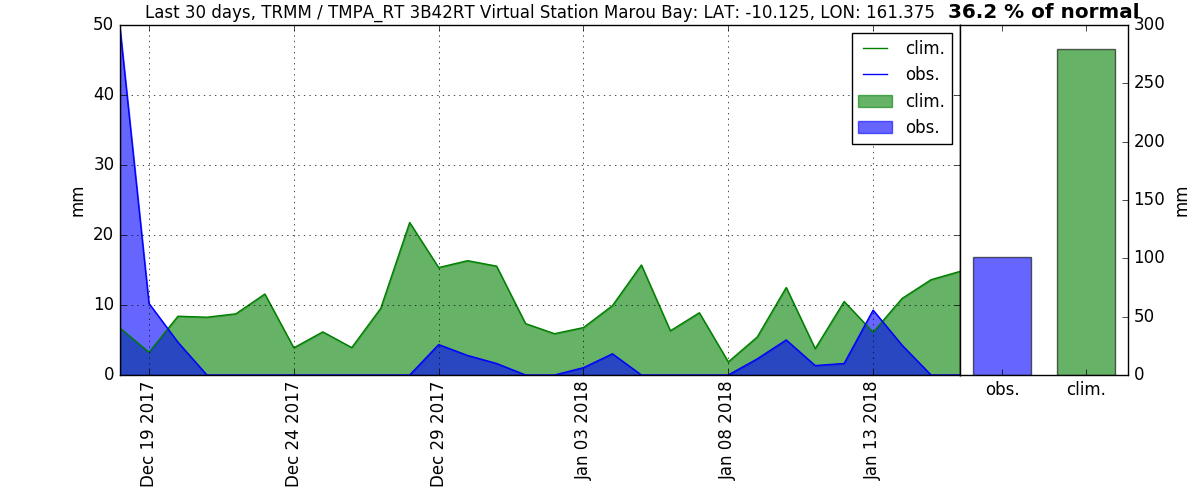 Last 30 days, TRMM / TMPA_RT 3B42RT Virtual Station Marou Bay: LAT: -10.125, LON: 161.375
36.2 % of normal
50
40
30
20
10
0
mm
clim.
obs.
clim.
obs.
Dec 19 2017
Dec 24 2017
Dec 29 2017
Jan 03 2018
Jan 08 2018
Jan 13 2018
300
250
200
150
100
50
0
mm
obs.
clim.